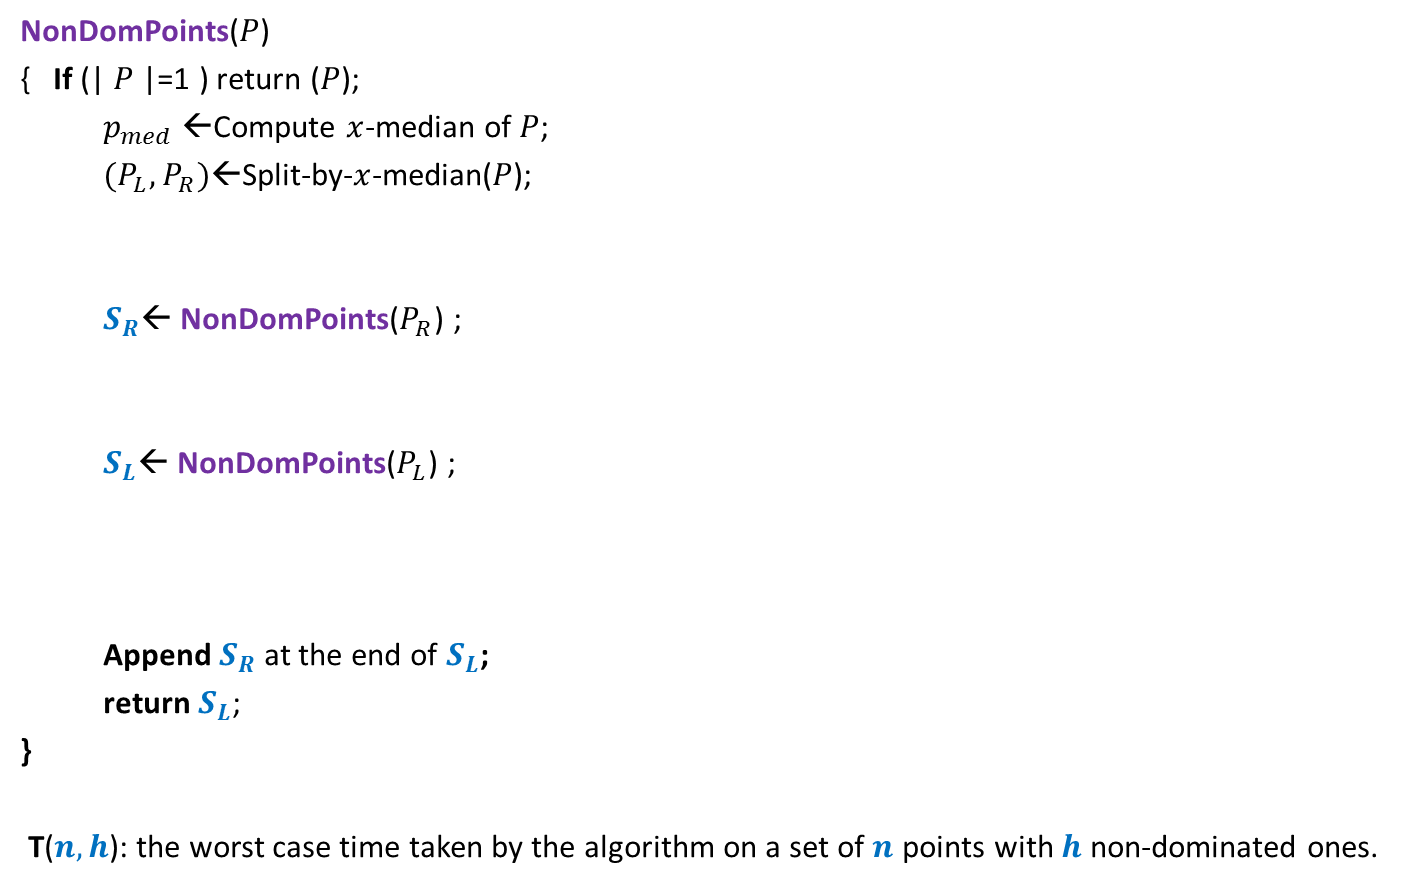 NonDomPoints(P)
{ If (| P |=1 ) return (P);
p_med ←Compute x-median of P;
(P_L, P_R)←Split-by-x-median(P);
S_R← NonDomPoints(P_R) ;
S_L← NonDomPoints(P_L) ;
Append S_R at the end of S_L;
return S_L;
}
T(n, h): the worst case time taken by the algorithm on a set of n points with h non-dominated ones.